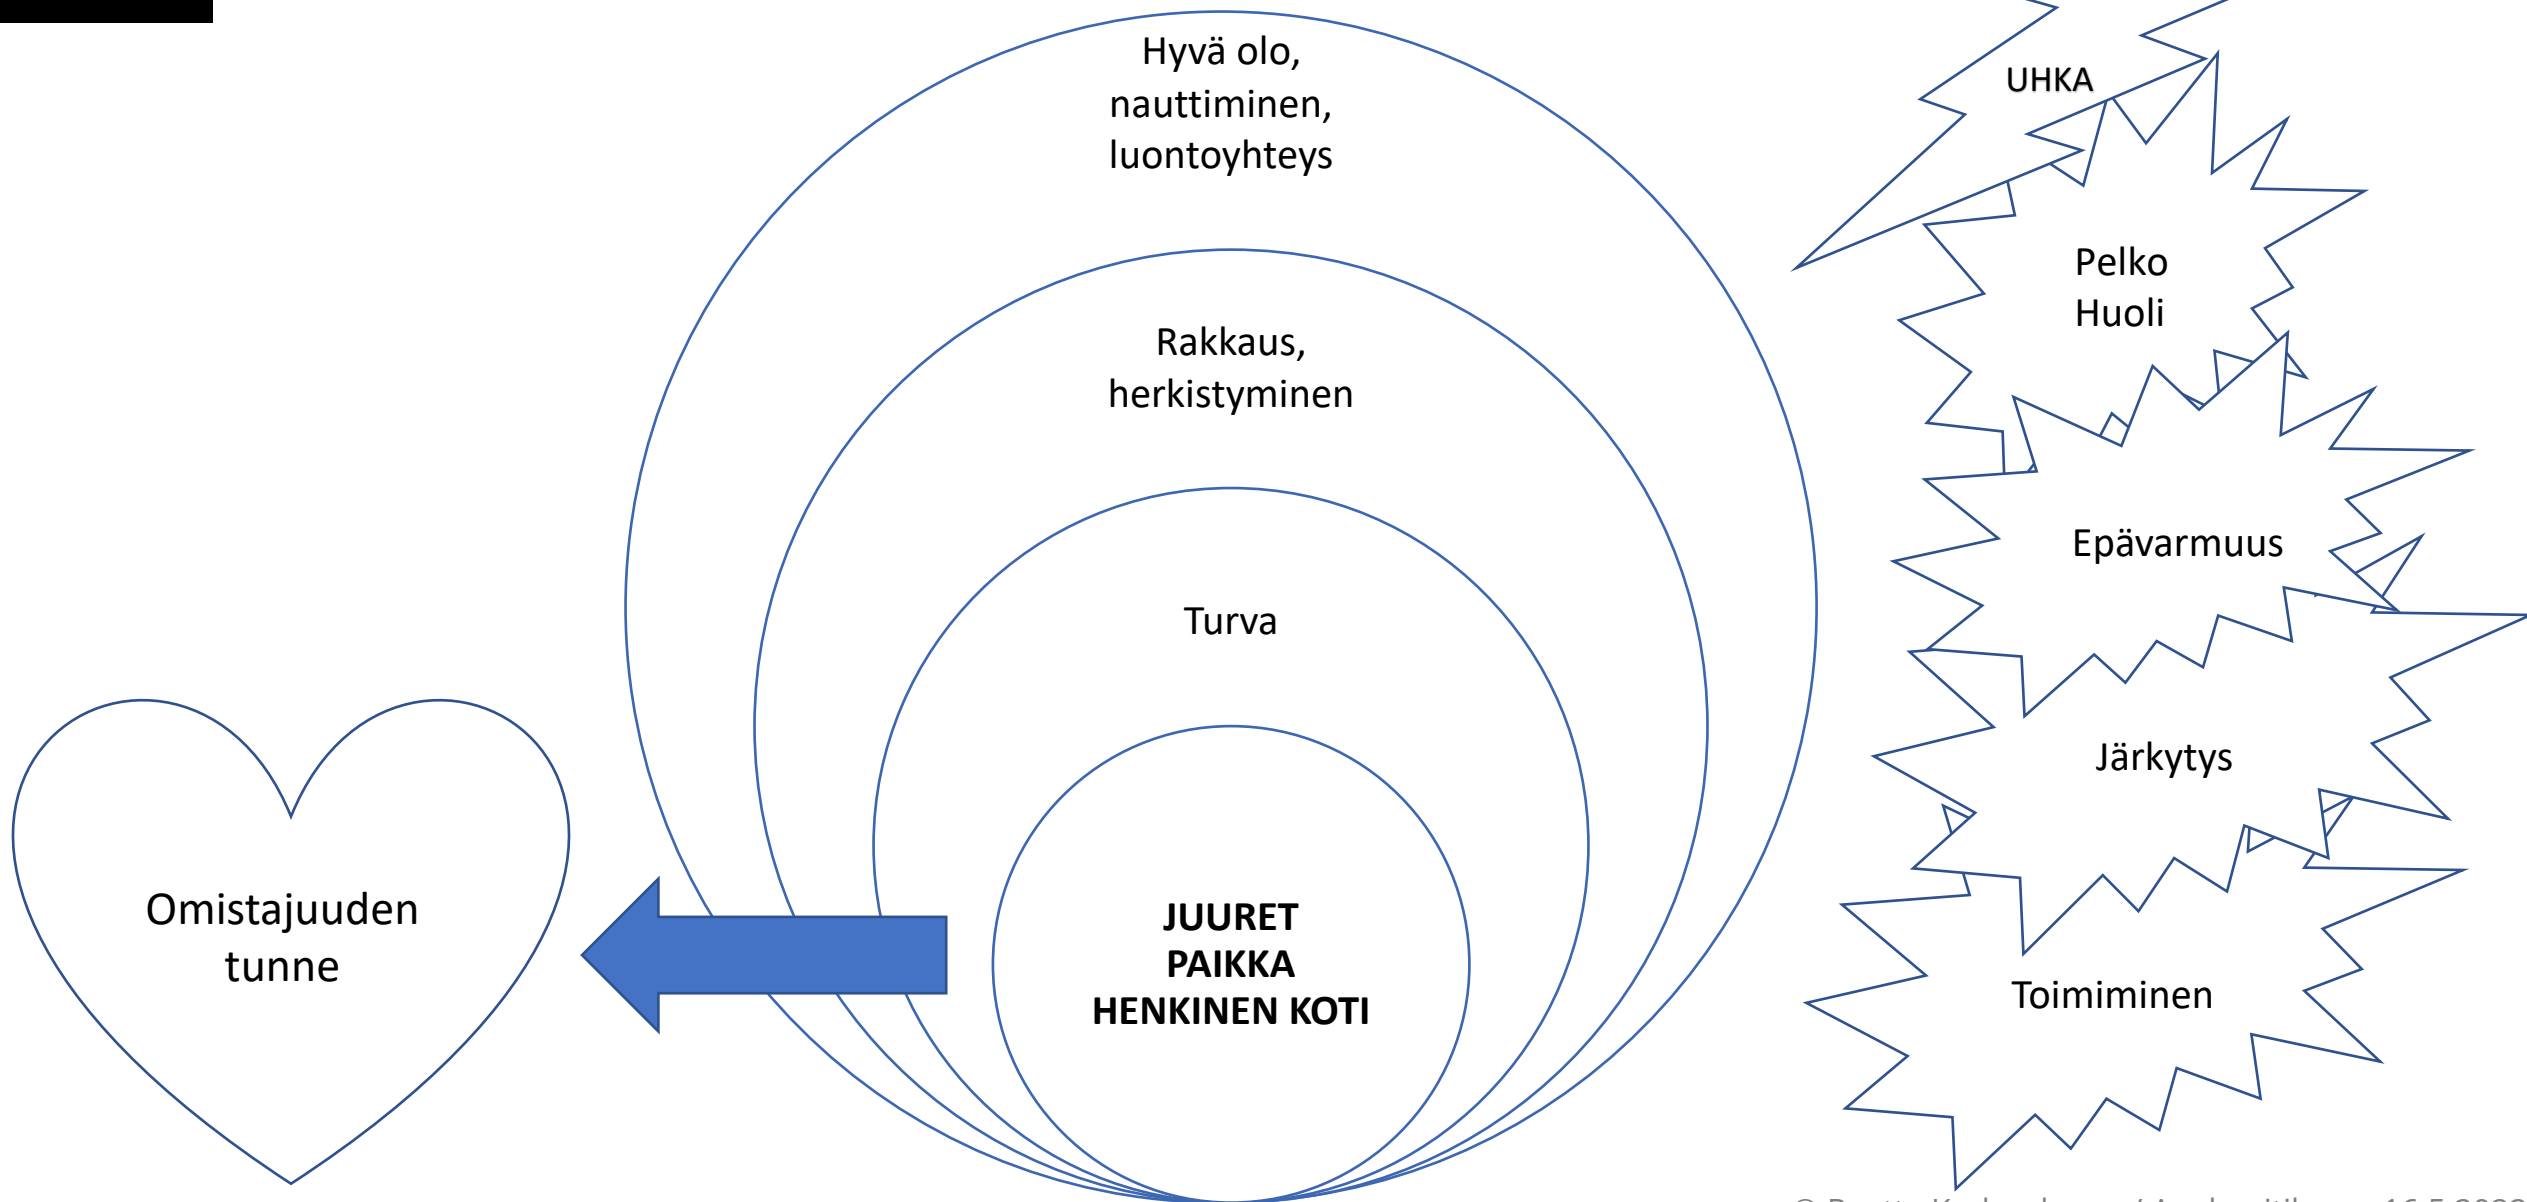 Hyvä olo,
nauttiminen,
luontoyhteys
Rakkaus,
herkistyminen
Turva
JUURET
PAIKKA
HENKINEN KOTI
Omistajuuden
tunne
UHKA
Pelko
Huoli
Epävarmuus
Järkytys
Toimiminen